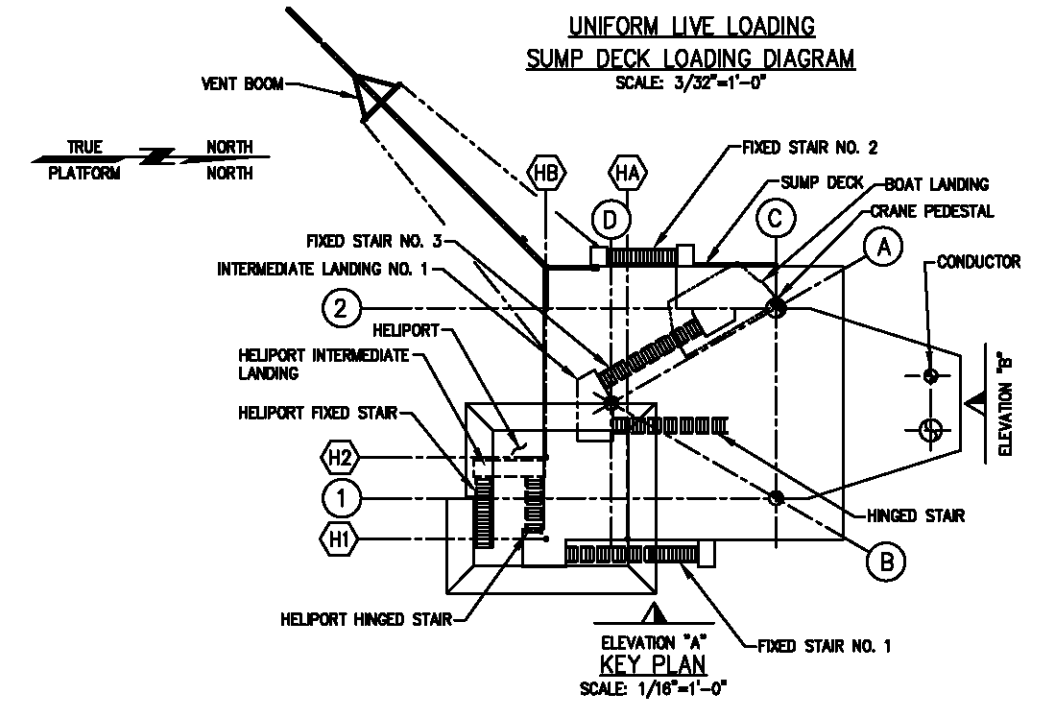 UNIFORM LIVE LOADING
SUMP DECK LOADING DIAGRAM
SCALE: 3/32"=1'-0"
VENT BOOM
TRUE NORTH
PLATFORM NORTH
HB
HA
FIXED STAIR NO. 2
SUMP DECK
BOAT LANDING
CRANE PEDESTAL
D
C
A
FIXED STAIR NO. 3
INTERMEDIATE LANDING NO. 1
CONDUCTOR
2
HELIPORT
HELIPORT INTERMEDIATE
LANDING
HELIPORT FIXED STAIR
ELEVATION "B"
H2
1
H1
HINGED STAIR
B
HELIPORT HINGED STAIR
ELEVATION "A"
FIXED STAIR NO. 1
KEY PLAN
SCALE: 1/16"=1'-0"